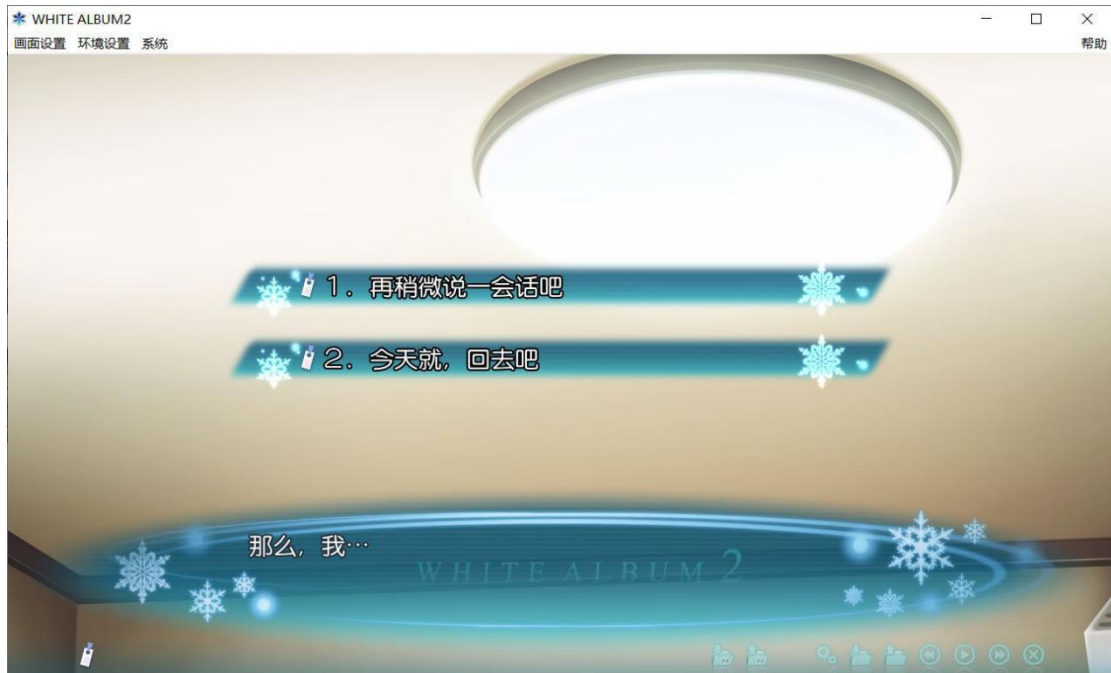 WHITE ALBUM2
画面设置 环境设置 系统 帮助
1. 再稍微说一会话吧
2. 今天就，回去吧
那么，我…
WHITE ALBUM 2